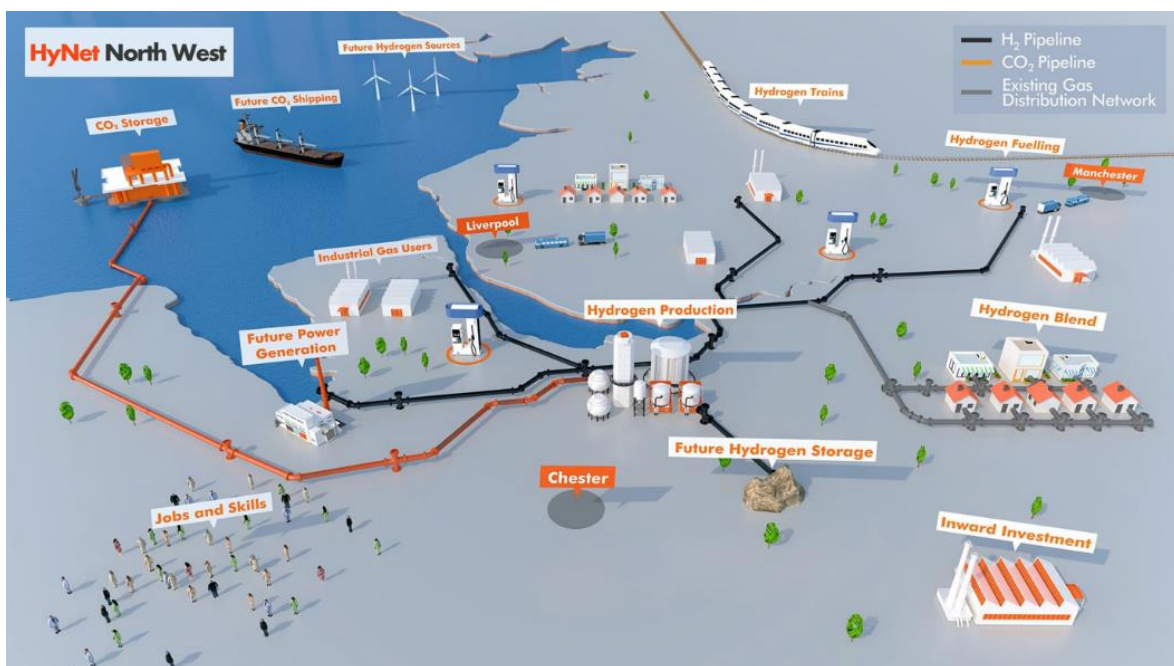 HyNet North West
Future Hydrogen Sources
H₂ Pipeline
CO₂ Pipeline
Existing Gas
Distribution Network
Future CO₂ Shipping
CO₂ Storage
Hydrogen Trains
Hydrogen Fuelling
Manchester
Liverpool
Industrial Gas Users
Hydrogen Production
Hydrogen Blend
Future Power
Generation
Future Hydrogen Storage
Chester
Jobs and Skills
Inward Investment